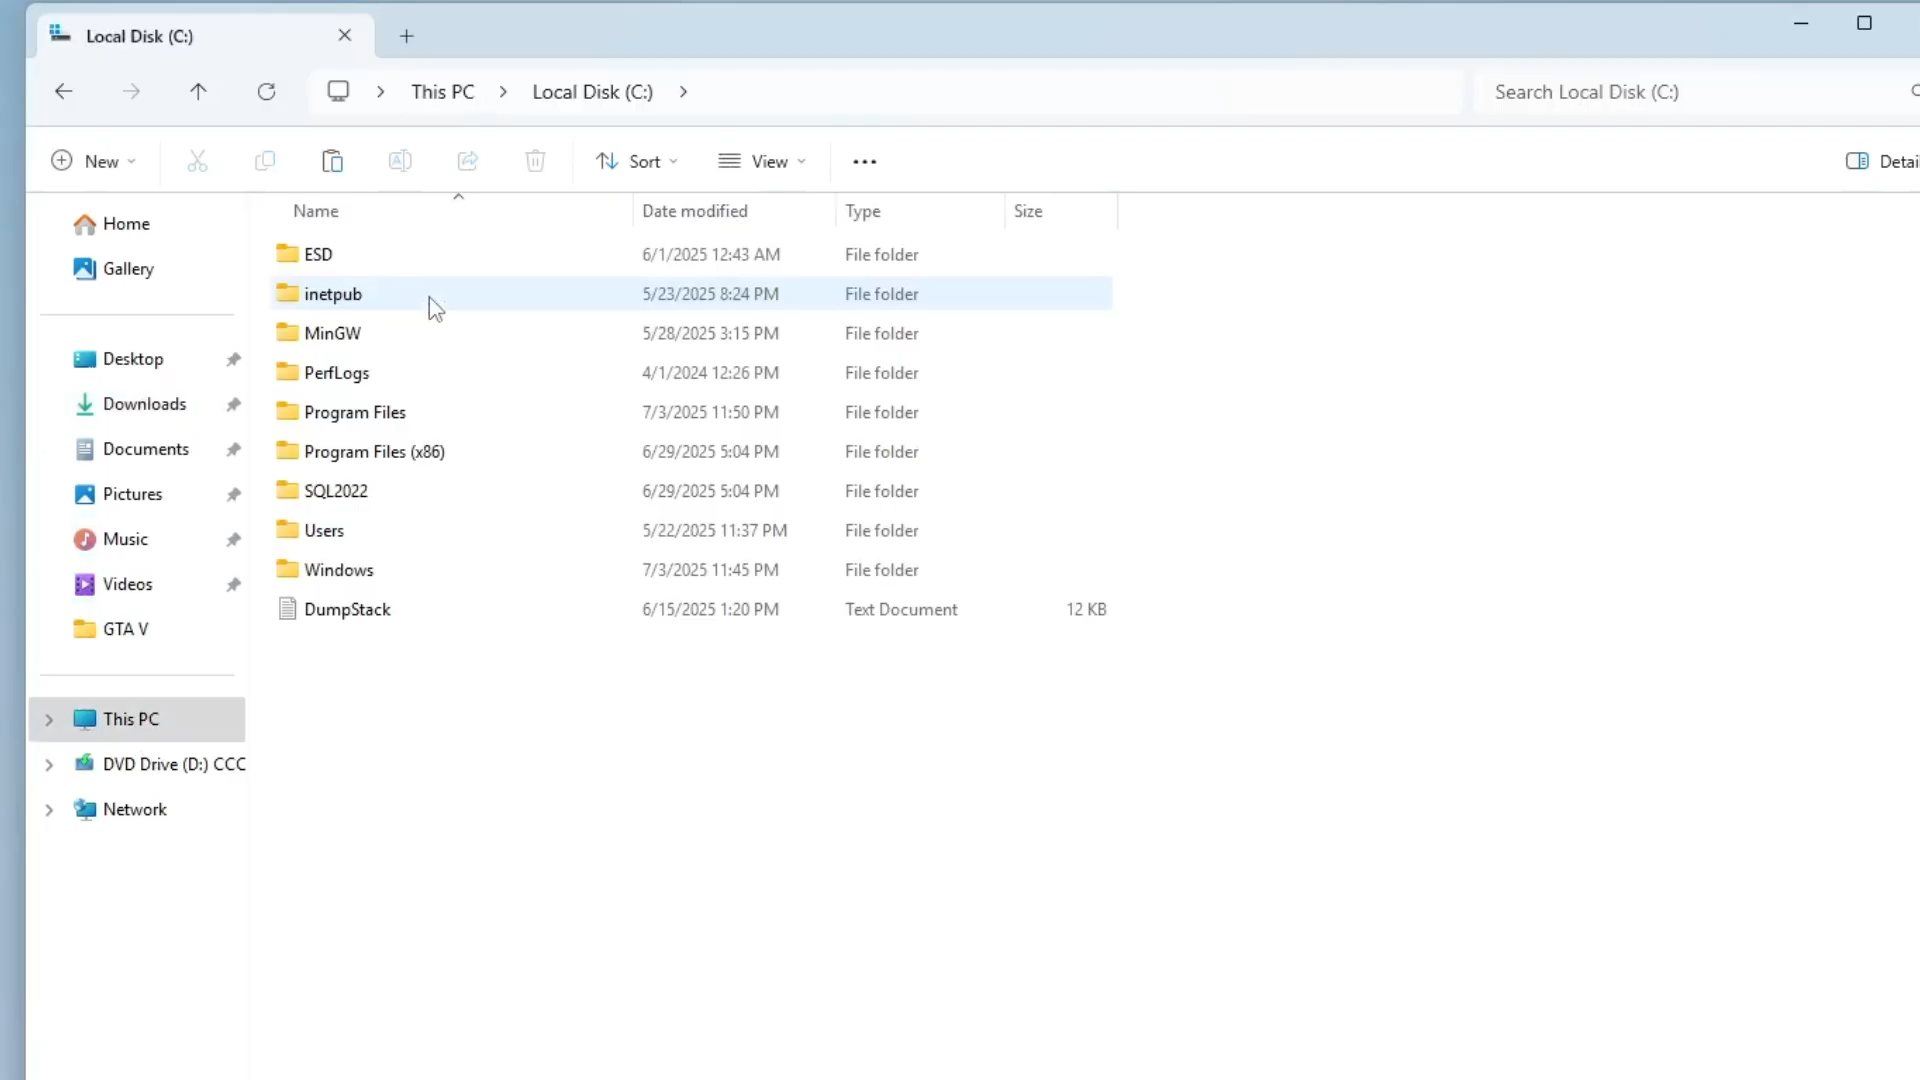 Local Disk (C:)
This PC > Local Disk (C:) >
Search Local Disk (C:)
New
Sort
View
Detai
Name Date modified Type Size
Home
Gallery
Desktop
Downloads
Documents
Pictures
Music
Videos
GTA V
This PC
DVD Drive (D:) CCC
Network
ESD 6/1/2025 12:43 AM File folder
inetpub 5/23/2025 8:24 PM File folder
MinGW 5/28/2025 3:15 PM File folder
PerfLogs 4/1/2024 12:26 PM File folder
Program Files 7/3/2025 11:50 PM File folder
Program Files (x86) 6/29/2025 5:04 PM File folder
SQL2022 6/29/2025 5:04 PM File folder
Users 5/22/2025 11:37 PM File folder
Windows 7/3/2025 11:45 PM File folder
DumpStack 6/15/2025 1:20 PM Text Document 12 KB